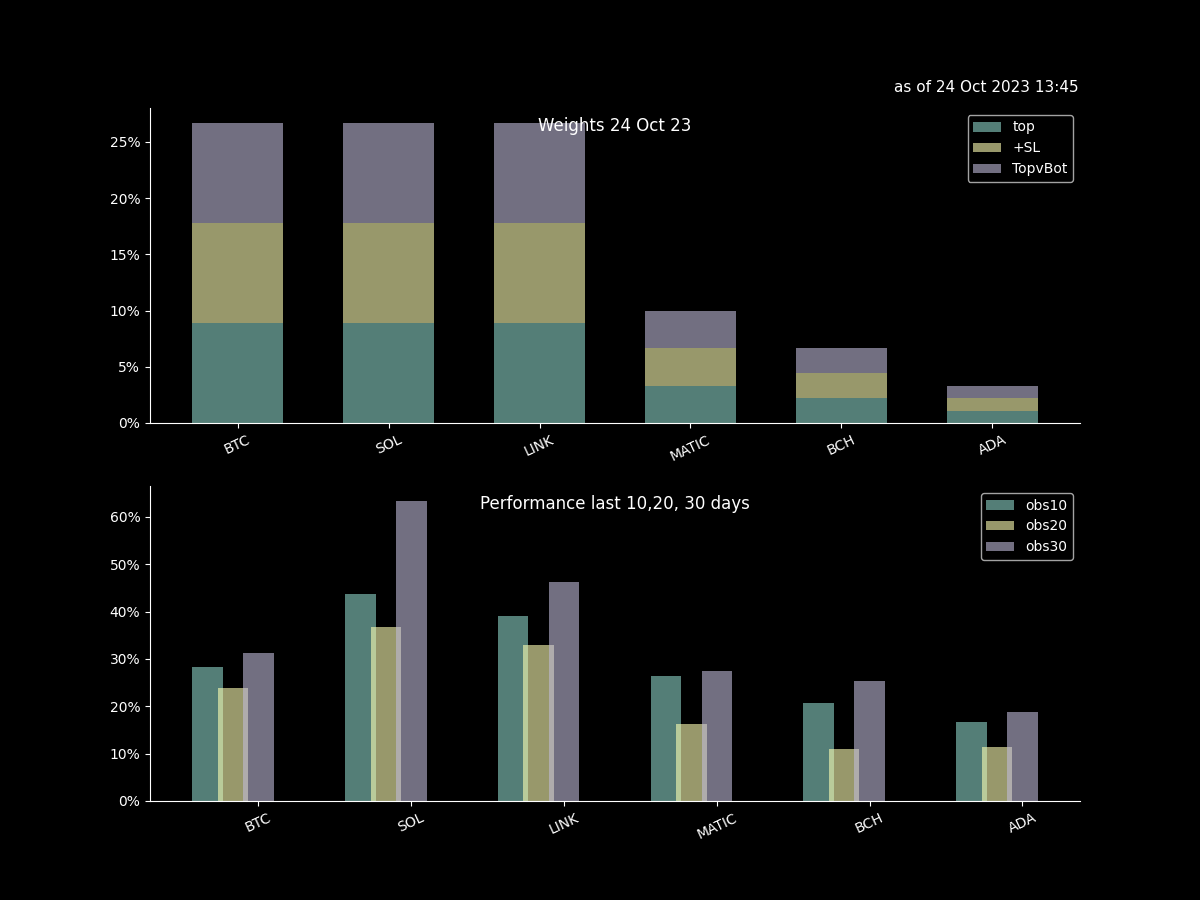 as of 24 Oct 2023 13:45
Weights 24 Oct 23
top
+SL
TopvBot
25%
20%
15%
10%
5%
0%
BTC
SOL
LINK
MATIC
BCH
ADA
Performance last 10,20, 30 days
obs10
obs20
obs30
60%
50%
40%
30%
20%
10%
0%
BTC
SOL
LINK
MATIC
BCH
ADA